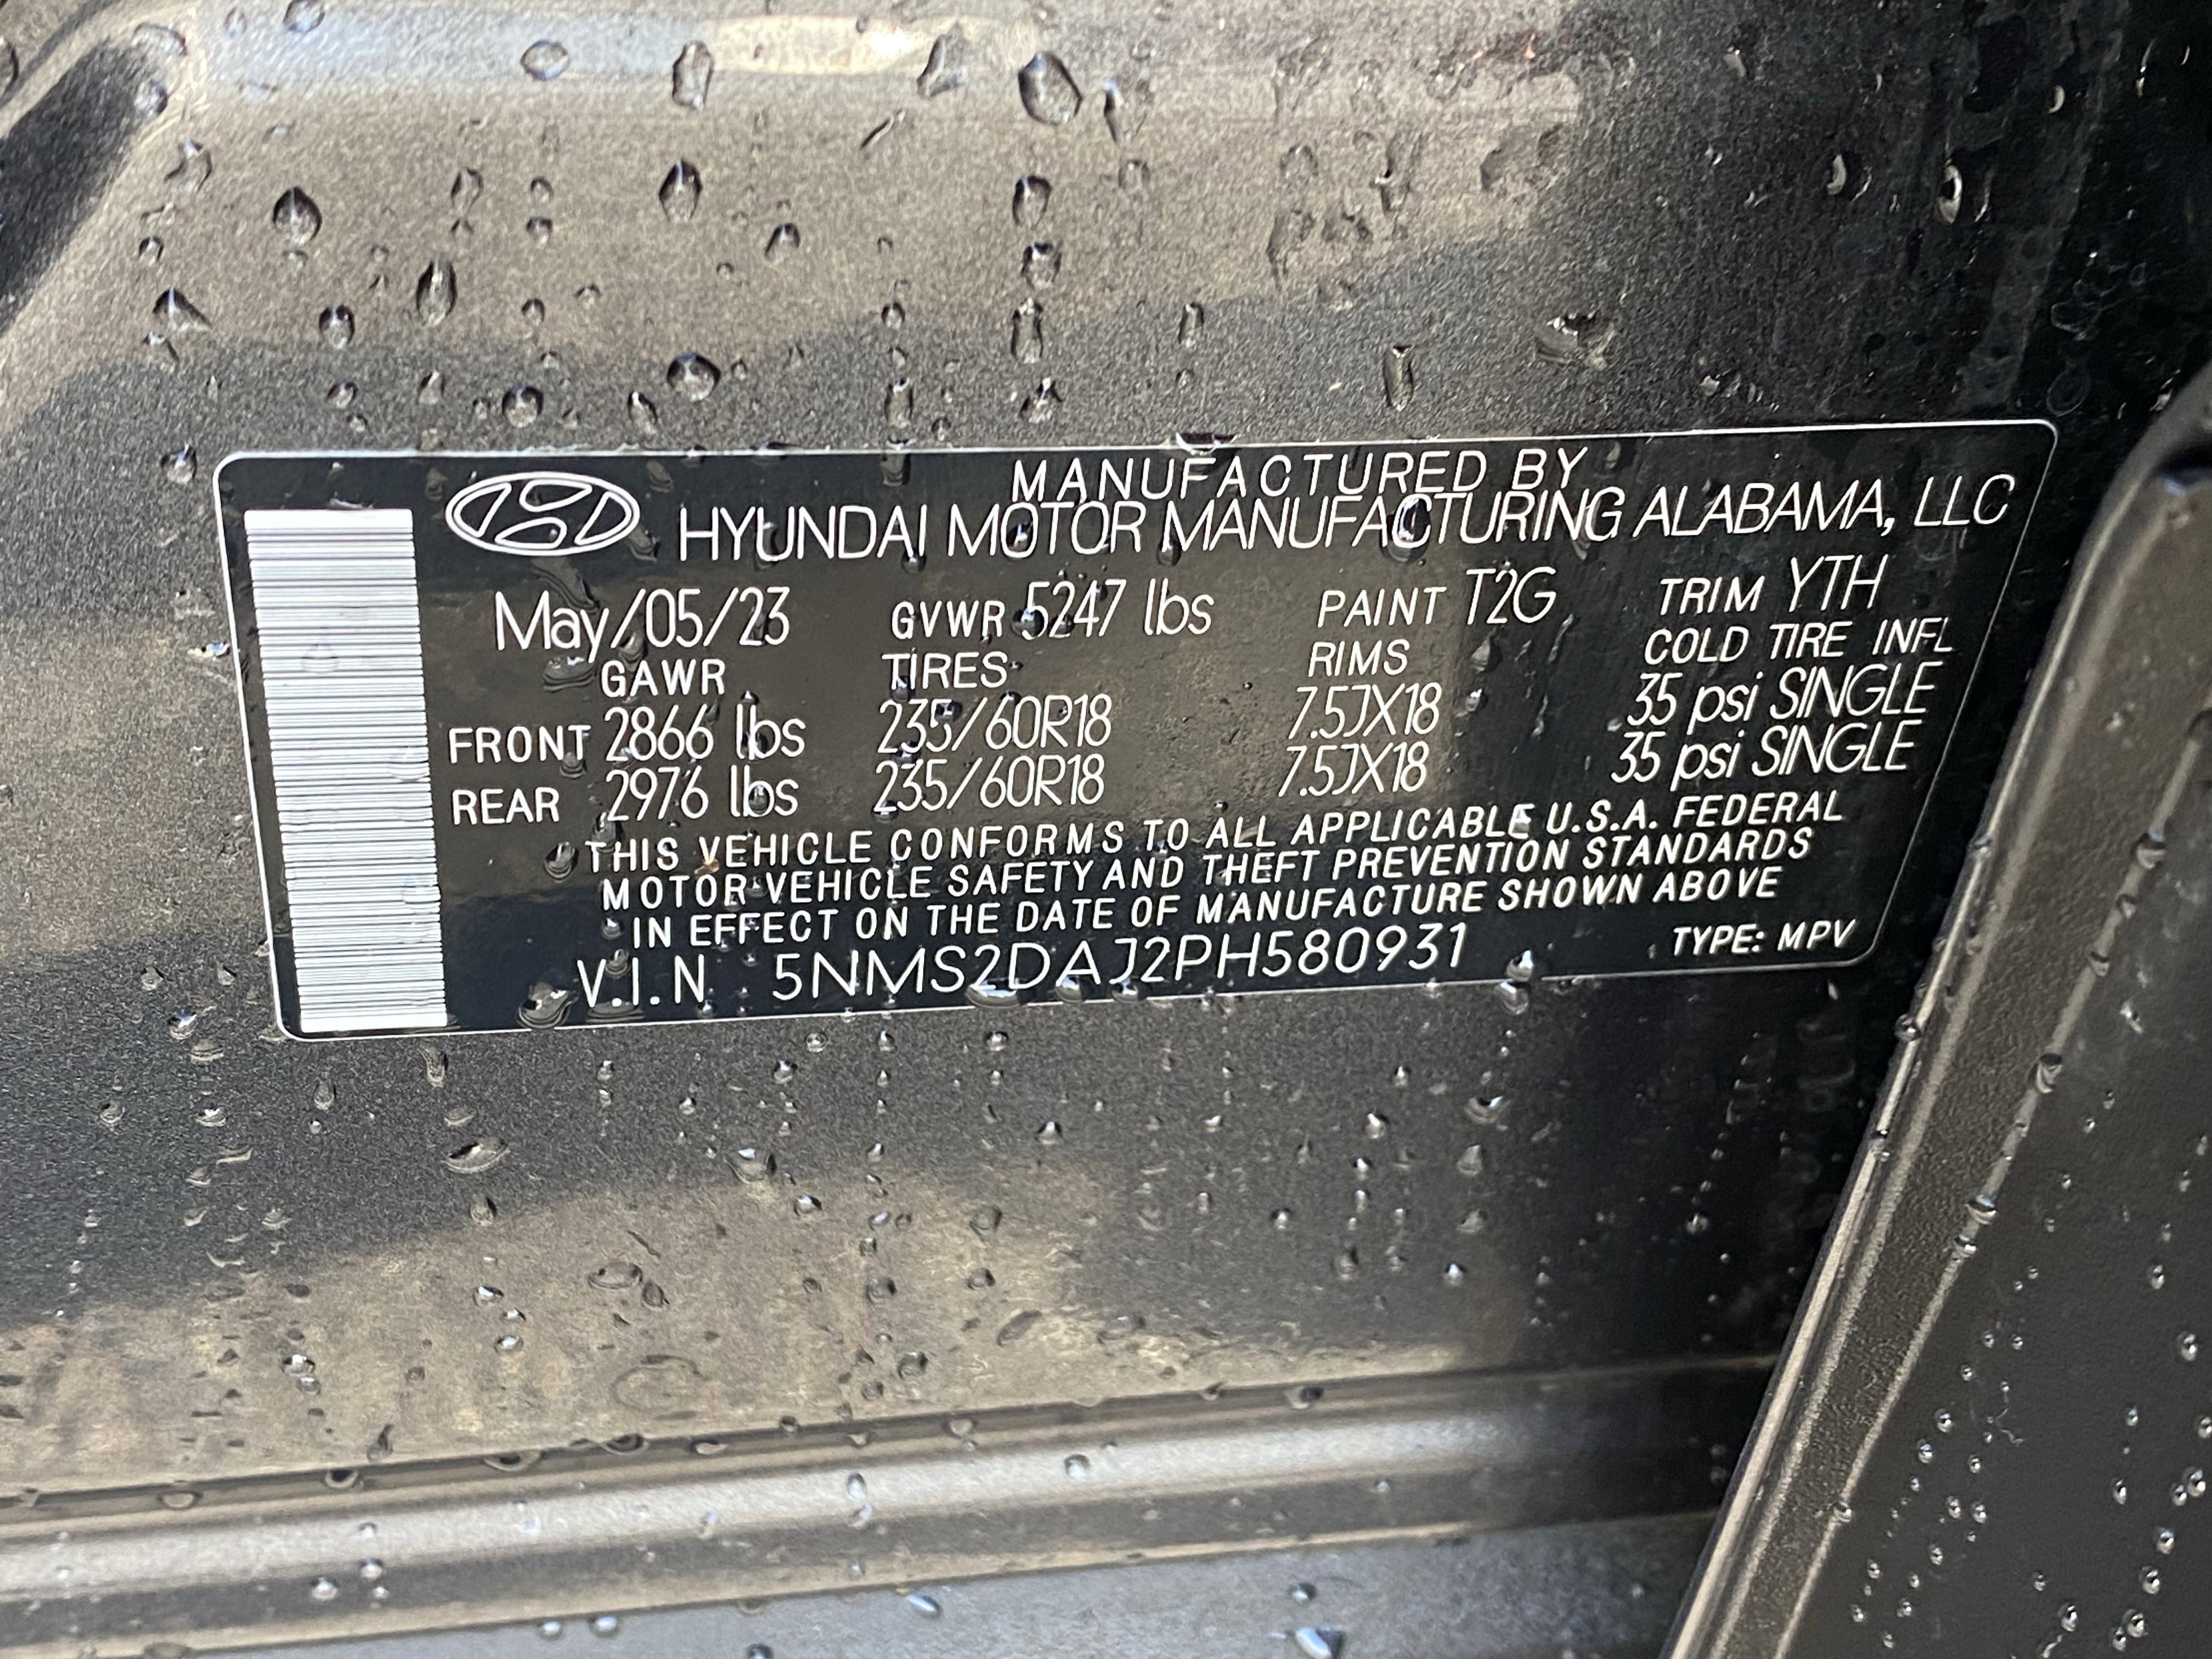 MANUFACTURED BY
HYUNDAI MOTOR MANUFACTURING ALABAMA, LLC
May/05/23 GVWR 5247 lbs PAINT T2G TRIM YTH
GAWR TIRES RIMS COLD TIRE INFL
FRONT 2866 lbs 235/60R18 7.5JX18 35 psi SINGLE
REAR 2976 lbs 235/60R18 7.5JX18 35 psi SINGLE
THIS VEHICLE CONFORMS TO ALL APPLICABLE U.S.A. FEDERAL
MOTOR VEHICLE SAFETY AND THEFT PREVENTION STANDARDS
IN EFFECT ON THE DATE OF MANUFACTURE SHOWN ABOVE
V.I.N 5NMS2DAJ2PH580931 TYPE: MPV